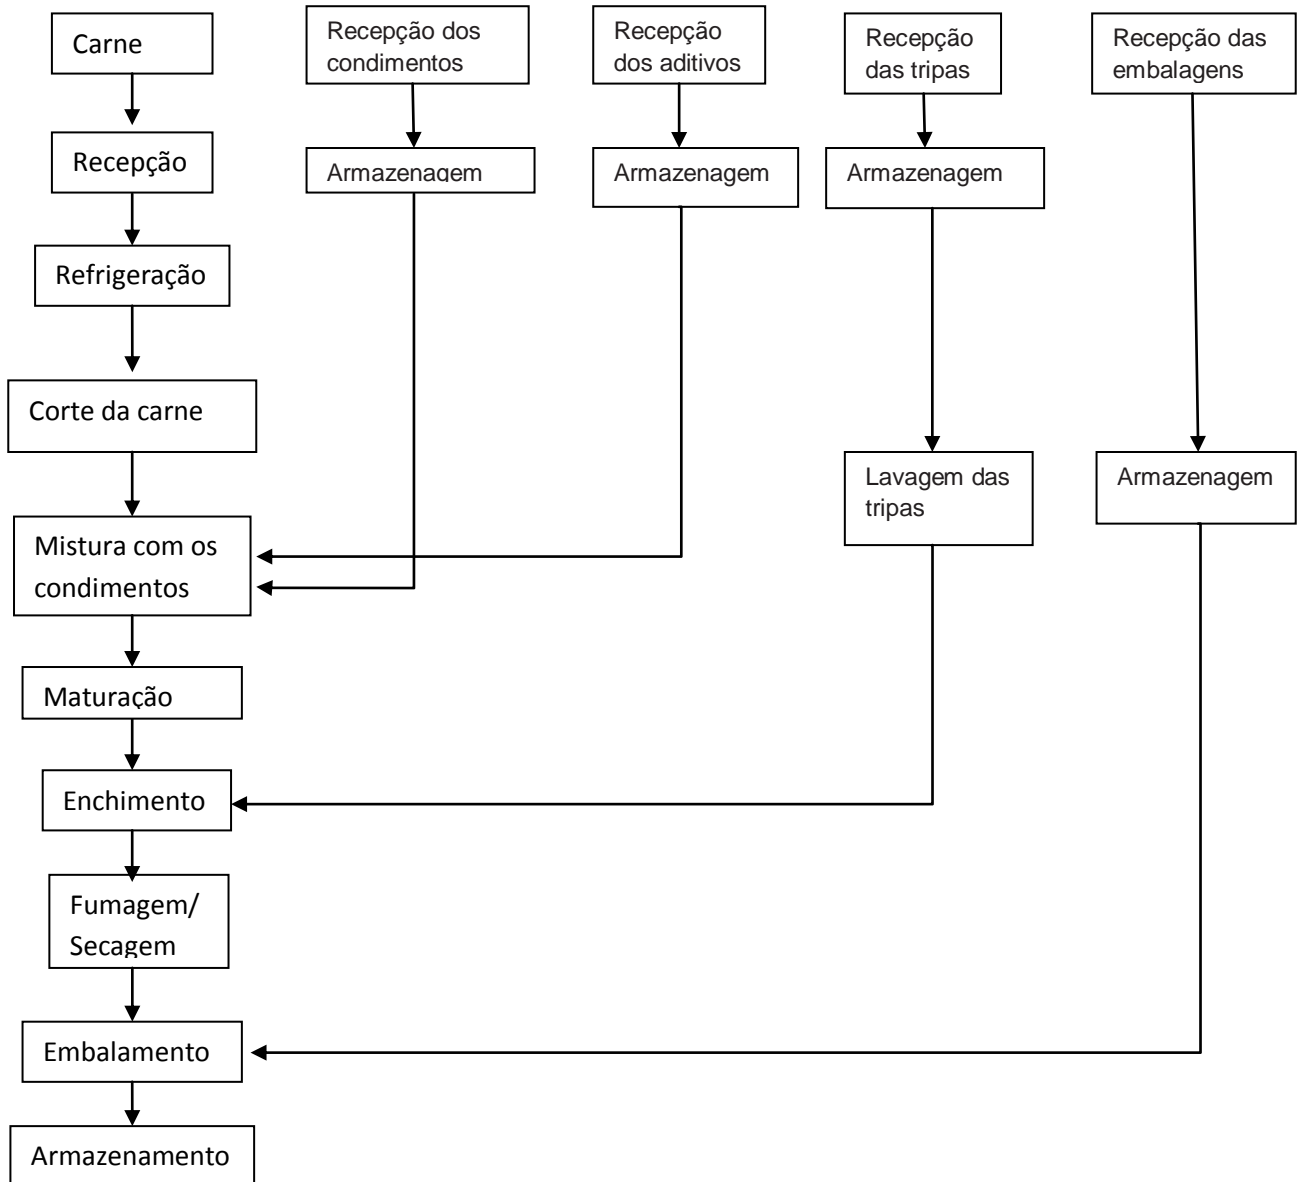 Carne
Recepção dos
condimentos
Recepção
dos aditivos
Recepção
das tripas
Recepção das
embalagens
Recepção
Armazenagem
Armazenagem
Armazenagem
Refrigeração
Corte da carne
Lavagem das
tripas
Armazenagem
Mistura com os
condimentos
Maturação
Enchimento
Fumagem/
Secagem
Embalamento
Armazenamento